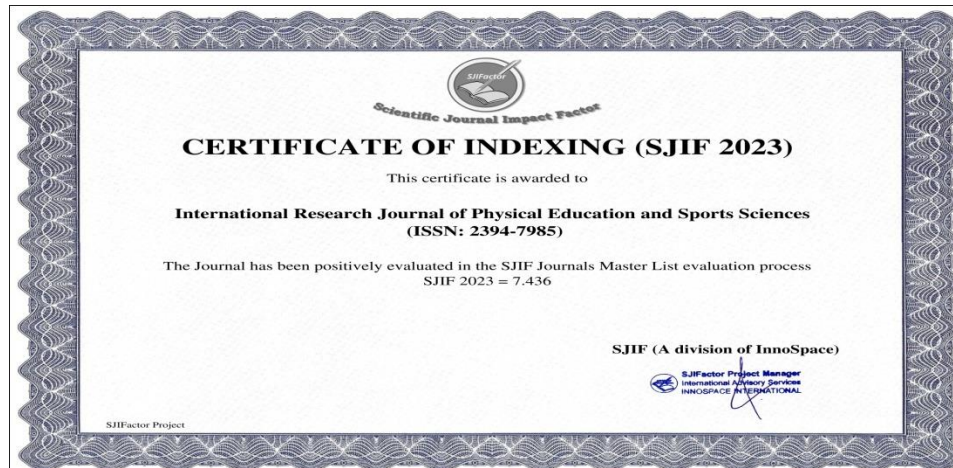 SJIFactor
Scientific Journal Impact Factor
CERTIFICATE OF INDEXING (SJIF 2023)
This certificate is awarded to
International Research Journal of Physical Education and Sports Sciences
(ISSN: 2394-7985)
The Journal has been positively evaluated in the SJIF Journals Master List evaluation process
SJIF 2023 = 7.436
SJIF (A division of InnoSpace)
SJIFactor Project Manager
International Advisory Services
INNOSPACE INTERNATIONAL
SJIFactor Project